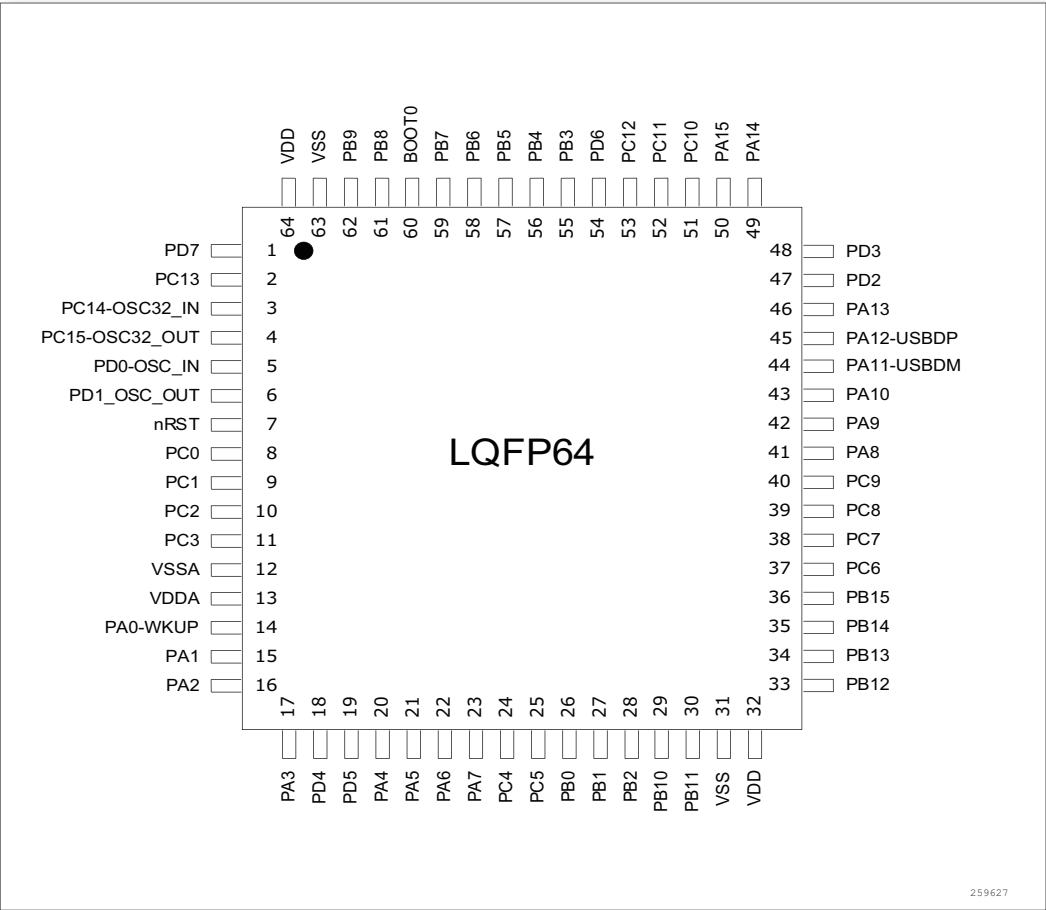 VDD VSS PB9 PB8 BOOT0 PB7 PB6 PB5 PB4 PB3 PD6 PC12 PC11 PC10 PA15 PA14
64 63 62 61 60 59 58 57 56 55 54 53 52 51 50 49
PD7 1 48 PD3
PC13 2 47 PD2
PC14-OSC32_IN 3 46 PA13
PC15-OSC32_OUT 4 45 PA12-USBDP
PD0-OSC_IN 5 44 PA11-USBDM
PD1_OSC_OUT 6 43 PA10
nRST 7 42 PA9
PC0 8 41 PA8
LQFP64
PC1 9 40 PC9
PC2 10 39 PC8
PC3 11 38 PC7
VSSA 12 37 PC6
VDDA 13 36 PB15
PA0-WKUP 14 35 PB14
PA1 15 34 PB13
PA2 16 33 PB12
17 18 19 20 21 22 23 24 25 26 27 28 29 30 31 32
PA3 PD4 PD5 PA4 PA5 PA6 PA7 PC4 PC5 PB0 PB1 PB2 PB10 PB11 VSS VDD
259627